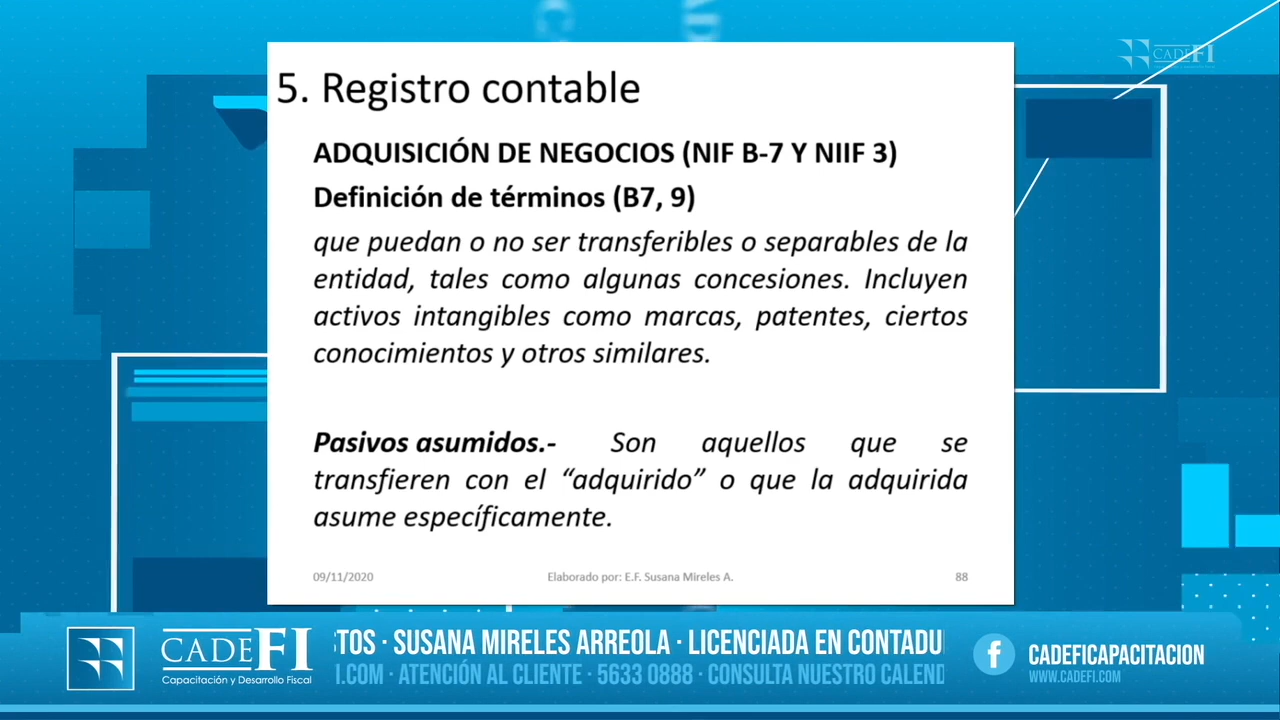 CADEFI
5. Registro contable
ADQUISICIÓN DE NEGOCIOS (NIF B-7 Y NIIF 3)
Definición de términos (B7, 9)
que puedan o no ser transferibles o separables de la
entidad, tales como algunas concesiones. Incluyen
activos intangibles como marcas, patentes, ciertos
conocimientos y otros similares.
Pasivos asumidos.- Son aquellos que se
transfieren con el “adquirido” o que la adquirida
asume específicamente.
09/11/2020 Elaborado por: E.F. Susana Mireles A. 88
CADEFI
Capacitación y Desarrollo Fiscal
TOS · SUSANA MIRELES ARREOLA · LICENCIADA EN CONTADU
I.COM · ATENCIÓN AL CLIENTE · 5633 0888 · CONSULTA NUESTRO CALEND
f
CADEFICAPACITACION
WWW.CADEFI.COM